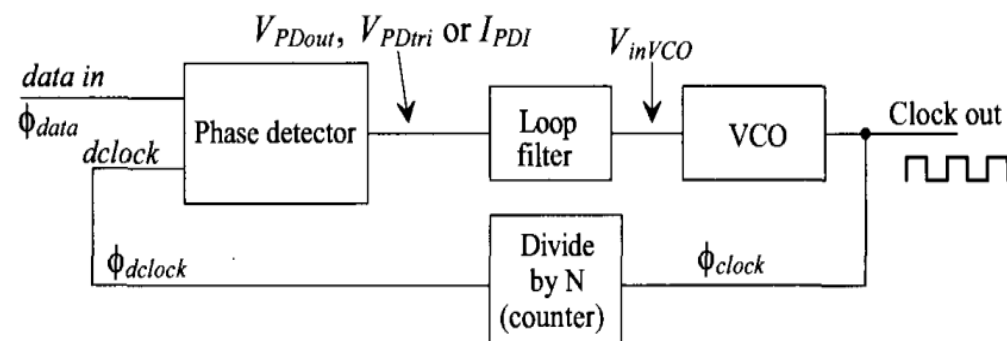 V_PDout, V_PDtri or I_PDI
V_inVCO
data in
ϕ_data
dclock
Phase detector
Loop
filter
VCO
Clock out
ϕ_dclock
Divide
by N
(counter)
ϕ_clock